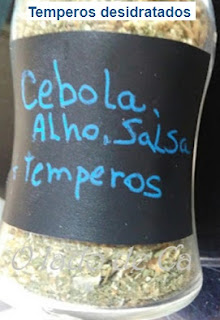 Temperos desidratados
Cebola,
Alho, Salsa
temperos